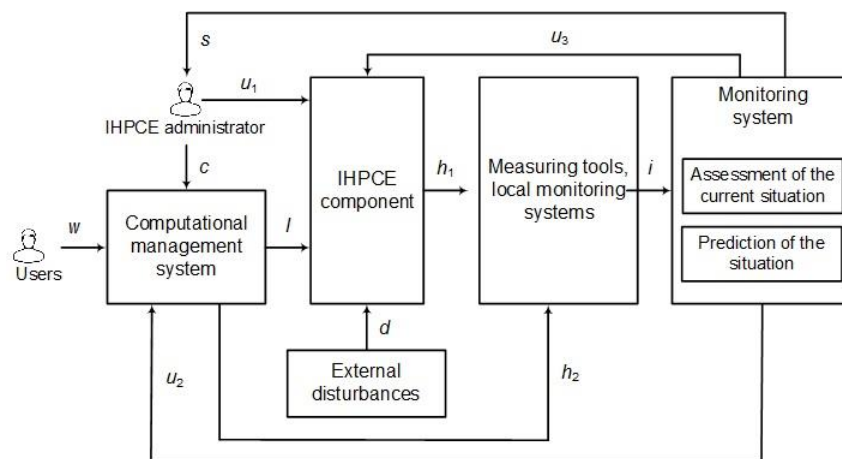 s
u3
u1
IHPCE administrator
c
Monitoring
system
IHPCE
component
h1
Measuring tools,
local monitoring
systems
i
Assessment of the
current situation
Prediction of the
situation
w
Users
Computational
management
system
l
d
External
disturbances
u2
h2